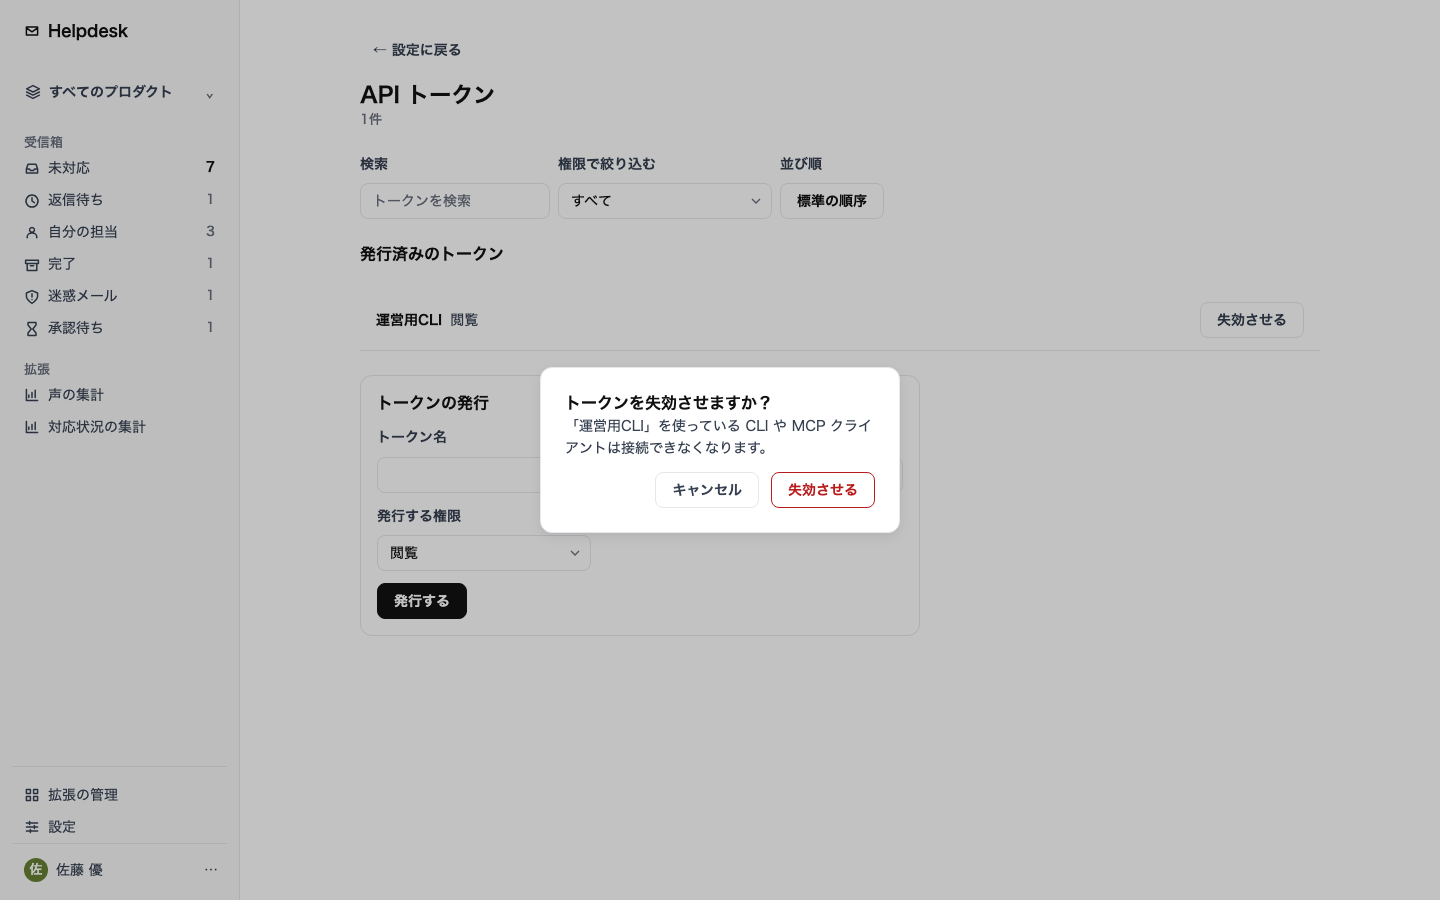 Helpdesk
すべてのプロダクト
受信箱
未対応 7
返信待ち 1
自分の担当 3
完了 1
迷惑メール 1
承認待ち 1
拡張
声の集計
対応状況の集計
拡張の管理
設定
佐 佐藤 優 …
← 設定に戻る
API トークン
1件
検索 権限で絞り込む 並び順
トークンを検索 すべて 標準の順序
発行済みのトークン
運営用CLI 閲覧 失効させる
トークンの発行
トークン名
発行する権限
閲覧
発行する
トークンを失効させますか？
「運営用CLI」を使っている CLI や MCP クライ
アントは接続できなくなります。
キャンセル 失効させる